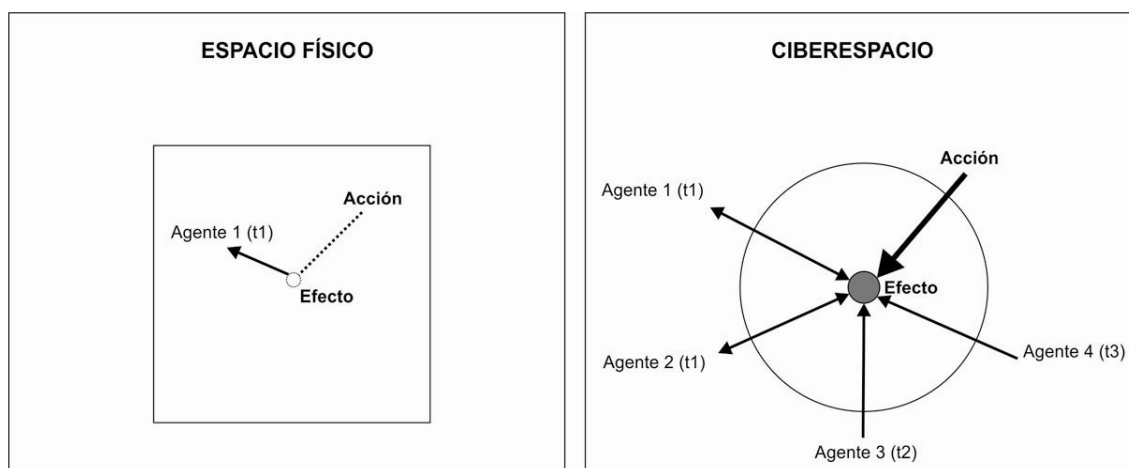 ESPACIO FÍSICO
Acción
Agente 1 (t1)
Efecto
CIBERESPACIO
Acción
Agente 1 (t1)
Efecto
Agente 2 (t1)
Agente 4 (t3)
Agente 3 (t2)